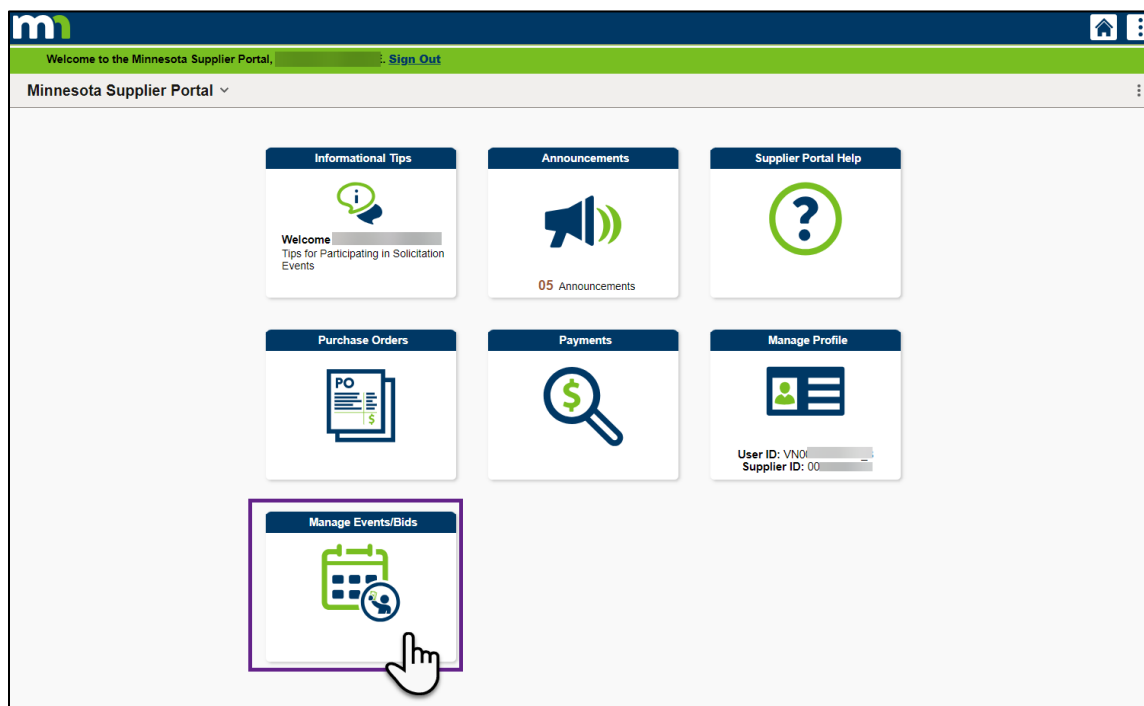 mn
Welcome to the Minnesota Supplier Portal, . Sign Out
Minnesota Supplier Portal
Informational Tips
Announcements
Supplier Portal Help
i
?
Welcome
Tips for Participating in Solicitation
Events
05 Announcements
Purchase Orders
Payments
Manage Profile
PO
$
$
User ID: VN0
Supplier ID: 00
Manage Events/Bids